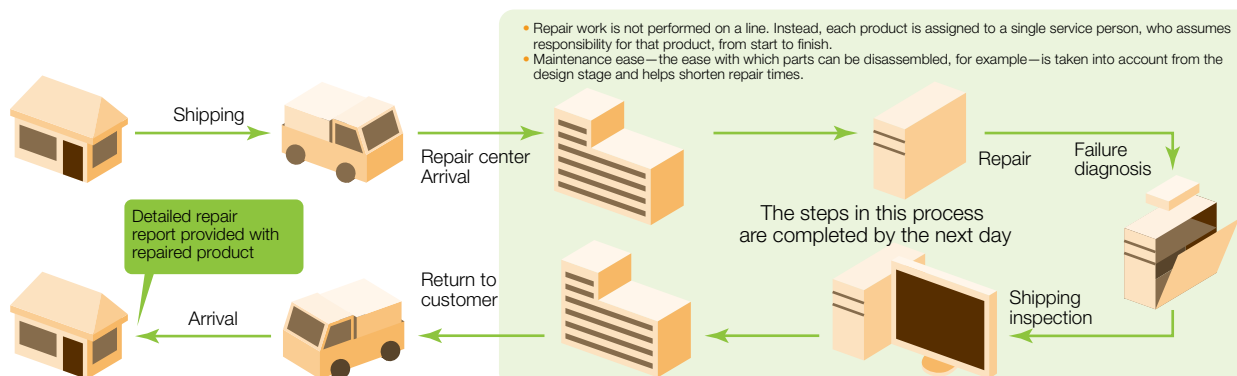 • Repair work is not performed on a line. Instead, each product is assigned to a single service person, who assumes
responsibility for that product, from start to finish.
• Maintenance ease—the ease with which parts can be disassembled, for example—is taken into account from the
design stage and helps shorten repair times.
Shipping
Repair center
Arrival
Repair
Failure
diagnosis
The steps in this process
are completed by the next day
Detailed repair
report provided with
repaired product
Arrival
Return to
customer
Shipping
inspection